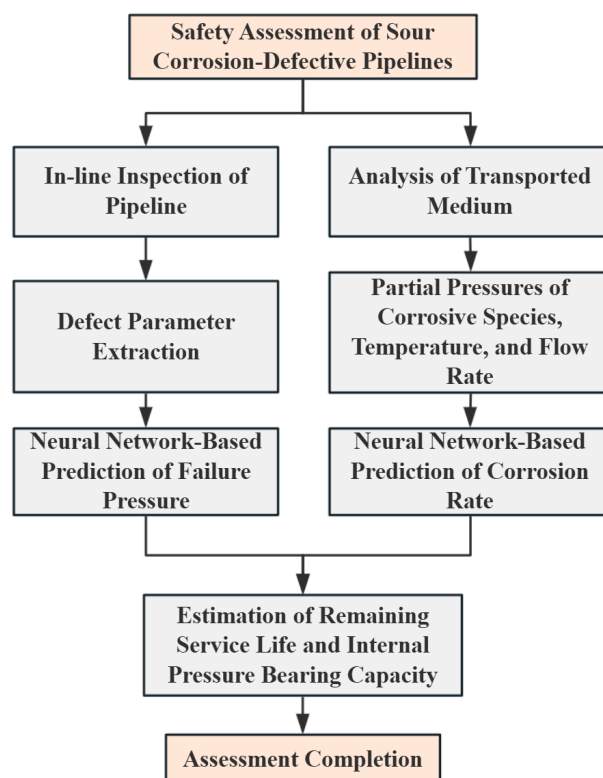 Safety Assessment of Sour
Corrosion-Defective Pipelines
In-line Inspection of
Pipeline
Analysis of Transported
Medium
Defect Parameter
Extraction
Partial Pressures of
Corrosive Species,
Temperature, and Flow
Rate
Neural Network-Based
Prediction of Failure
Pressure
Neural Network-Based
Prediction of Corrosion
Rate
Estimation of Remaining
Service Life and Internal
Pressure Bearing Capacity
Assessment Completion